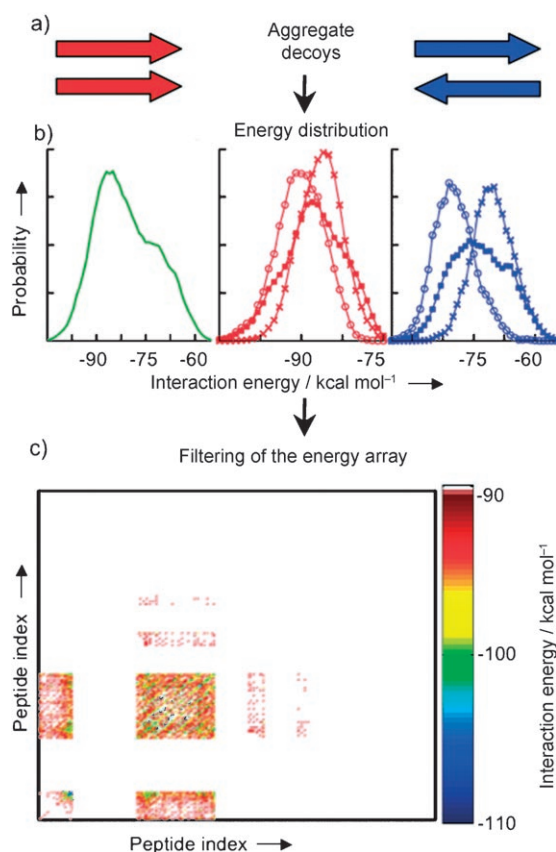 a)
Aggregate
decoys
b)
Energy distribution
Probability →
-90 -75 -60
-90 -75
-75 -60
Interaction energy / kcal mol⁻¹ →
c)
Filtering of the energy array
Peptide index →
Peptide index →
-90
-100
-110
Interaction energy / kcal mol⁻¹